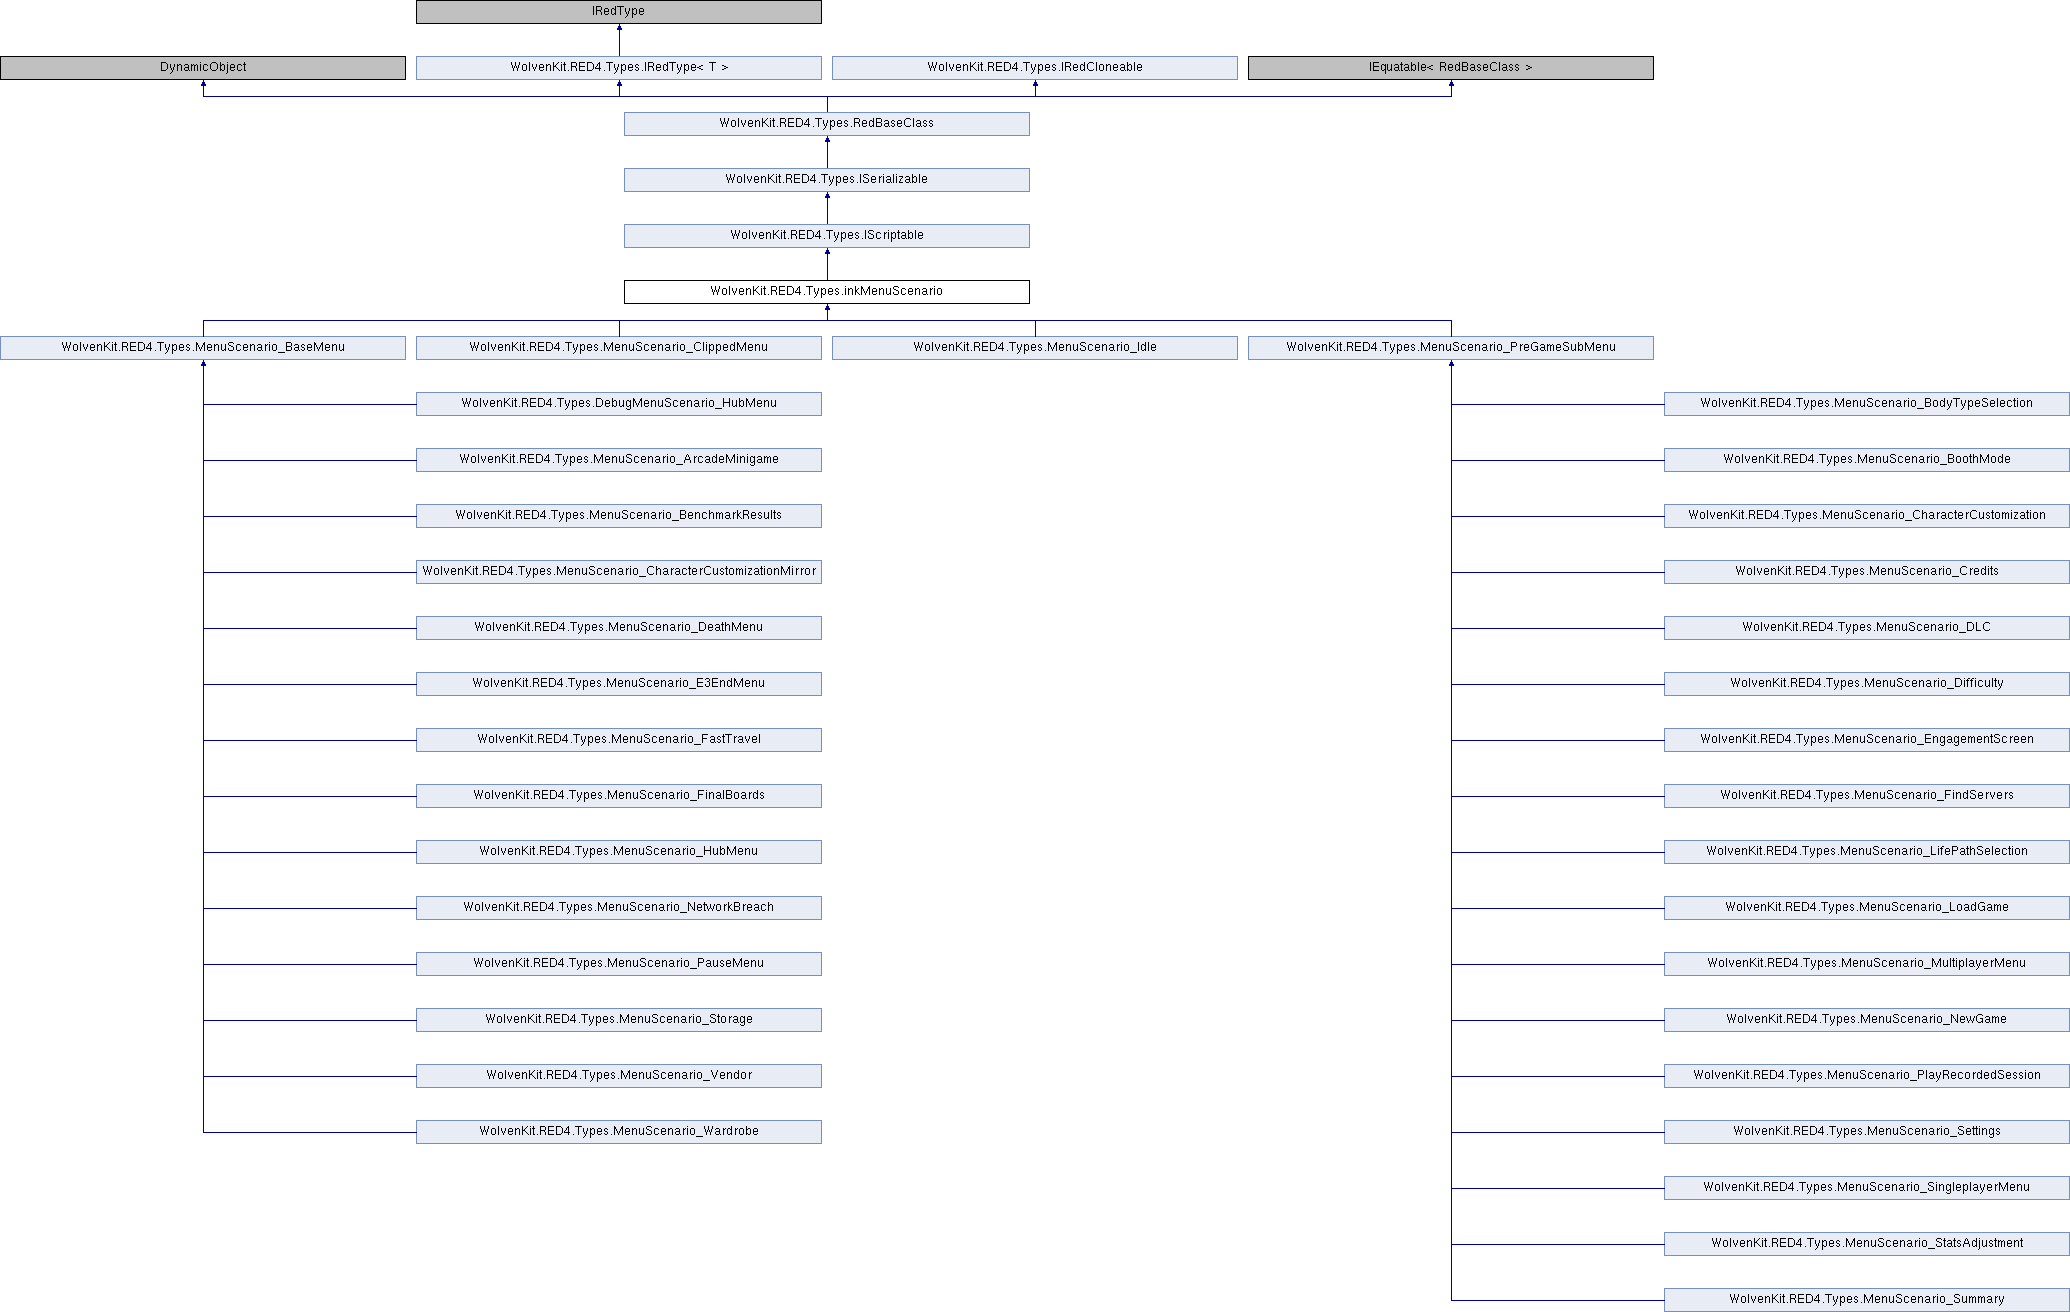 IRedType
DynamicObject
WolvenKit.RED4.Types.IRedType< T >
WolvenKit.RED4.Types.IRedCloneable
IEquatable< RedBaseClass >
WolvenKit.RED4.Types.RedBaseClass
WolvenKit.RED4.Types.ISerializable
WolvenKit.RED4.Types.IScriptable
WolvenKit.RED4.Types.inkMenuScenario
WolvenKit.RED4.Types.MenuScenario_BaseMenu
WolvenKit.RED4.Types.MenuScenario_ClippedMenu
WolvenKit.RED4.Types.MenuScenario_Idle
WolvenKit.RED4.Types.MenuScenario_PreGameSubMenu
WolvenKit.RED4.Types.DebugMenuScenario_HubMenu
WolvenKit.RED4.Types.MenuScenario_BodyTypeSelection
WolvenKit.RED4.Types.MenuScenario_ArcadeMinigame
WolvenKit.RED4.Types.MenuScenario_BoothMode
WolvenKit.RED4.Types.MenuScenario_BenchmarkResults
WolvenKit.RED4.Types.MenuScenario_CharacterCustomization
WolvenKit.RED4.Types.MenuScenario_CharacterCustomizationMirror
WolvenKit.RED4.Types.MenuScenario_Credits
WolvenKit.RED4.Types.MenuScenario_DeathMenu
WolvenKit.RED4.Types.MenuScenario_DLC
WolvenKit.RED4.Types.MenuScenario_E3EndMenu
WolvenKit.RED4.Types.MenuScenario_Difficulty
WolvenKit.RED4.Types.MenuScenario_FastTravel
WolvenKit.RED4.Types.MenuScenario_EngagementScreen
WolvenKit.RED4.Types.MenuScenario_FinalBoards
WolvenKit.RED4.Types.MenuScenario_FindServers
WolvenKit.RED4.Types.MenuScenario_HubMenu
WolvenKit.RED4.Types.MenuScenario_LifePathSelection
WolvenKit.RED4.Types.MenuScenario_NetworkBreach
WolvenKit.RED4.Types.MenuScenario_LoadGame
WolvenKit.RED4.Types.MenuScenario_PauseMenu
WolvenKit.RED4.Types.MenuScenario_MultiplayerMenu
WolvenKit.RED4.Types.MenuScenario_Storage
WolvenKit.RED4.Types.MenuScenario_NewGame
WolvenKit.RED4.Types.MenuScenario_Vendor
WolvenKit.RED4.Types.MenuScenario_PlayRecordedSession
WolvenKit.RED4.Types.MenuScenario_Wardrobe
WolvenKit.RED4.Types.MenuScenario_Settings
WolvenKit.RED4.Types.MenuScenario_SingleplayerMenu
WolvenKit.RED4.Types.MenuScenario_StatsAdjustment
WolvenKit.RED4.Types.MenuScenario_Summary